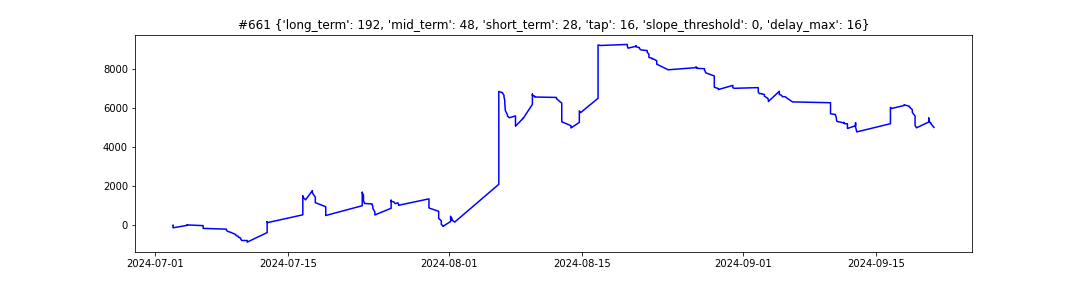 #661 {'long_term': 192, 'mid_term': 48, 'short_term': 28, 'tap': 16, 'slope_threshold': 0, 'delay_max': 16}
8000
6000
4000
2000
0
2024-07-01 2024-07-15 2024-08-01 2024-08-15 2024-09-01 2024-09-15